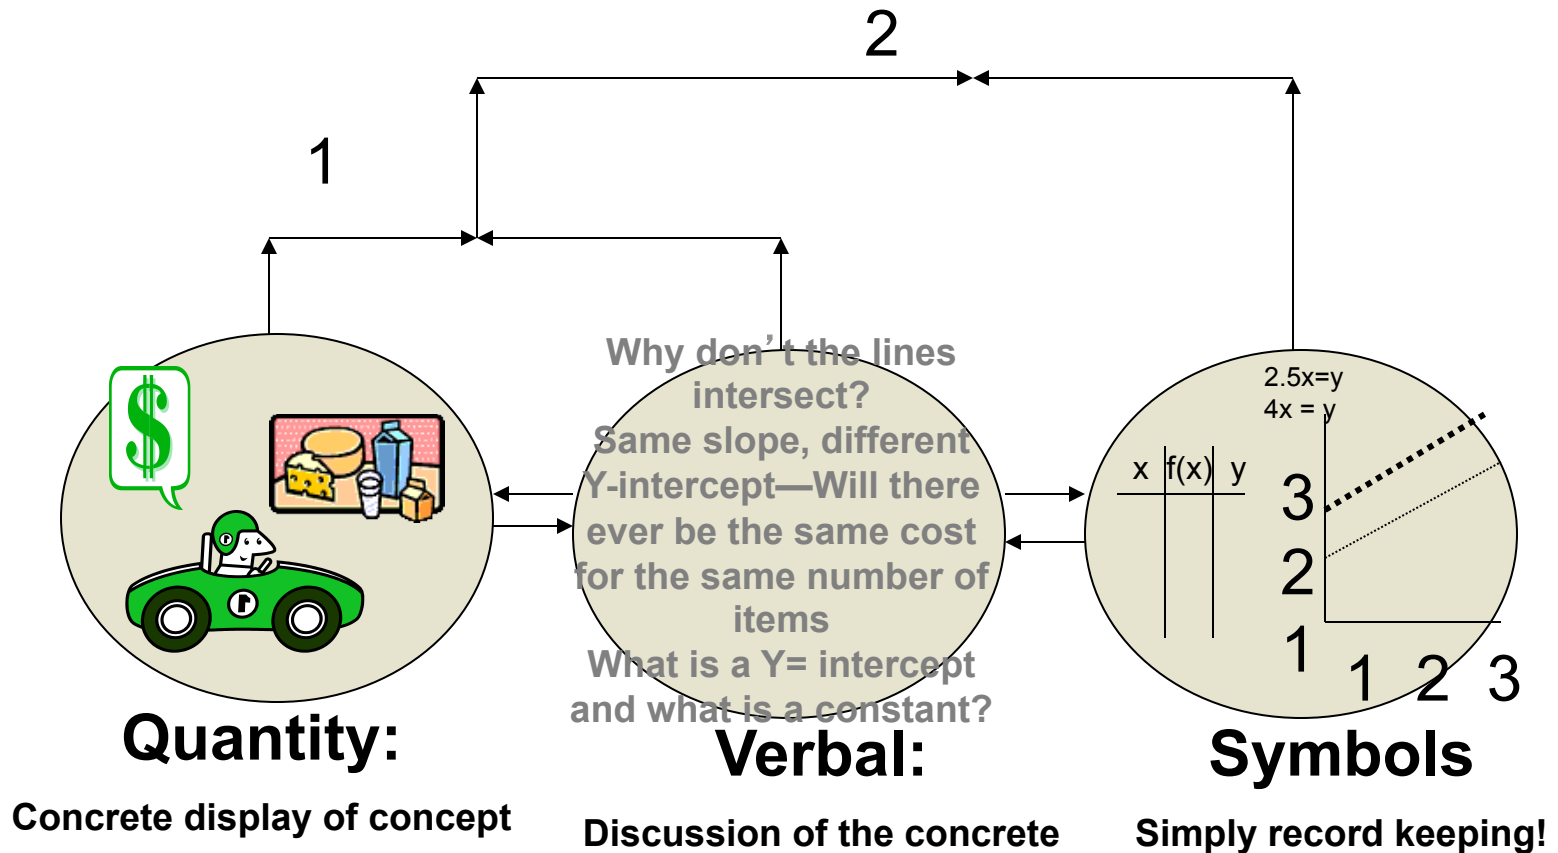 2
1
Why don't the lines
intersect?
Same slope, different
Y-intercept—Will there
ever be the same cost
for the same number of
items
What is a Y= intercept
and what is a constant?
$
1
1
2.5x=y
4x = y
x f(x) y
3
2
1
1 2 3
Quantity:
Verbal:
Symbols
Concrete display of concept
Discussion of the concrete
Simply record keeping!